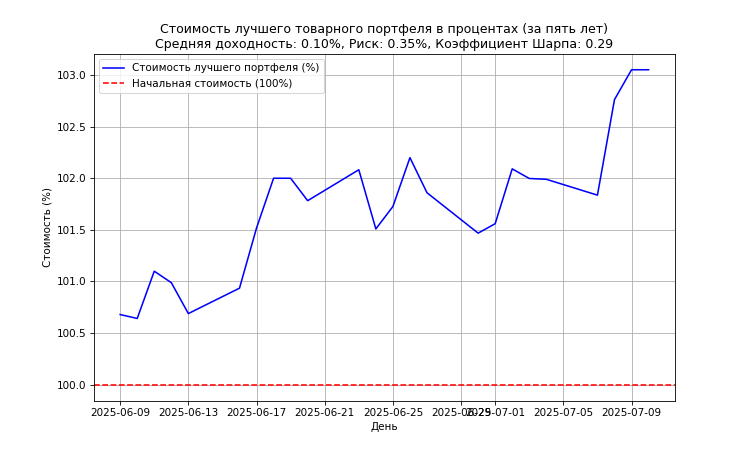 Стоимость лучшего товарного портфеля в процентах (за пять лет)
Средняя доходность: 0.10%, Риск: 0.35%, Коэффициент Шарпа: 0.29
Стоимость лучшего портфеля (%)
Начальная стоимость (100%)
Стоимость (%)
103.0
102.5
102.0
101.5
101.0
100.5
100.0
2025-06-09 2025-06-13 2025-06-17 2025-06-21 2025-06-25 2025-06-29 2025-07-01 2025-07-05 2025-07-09
День